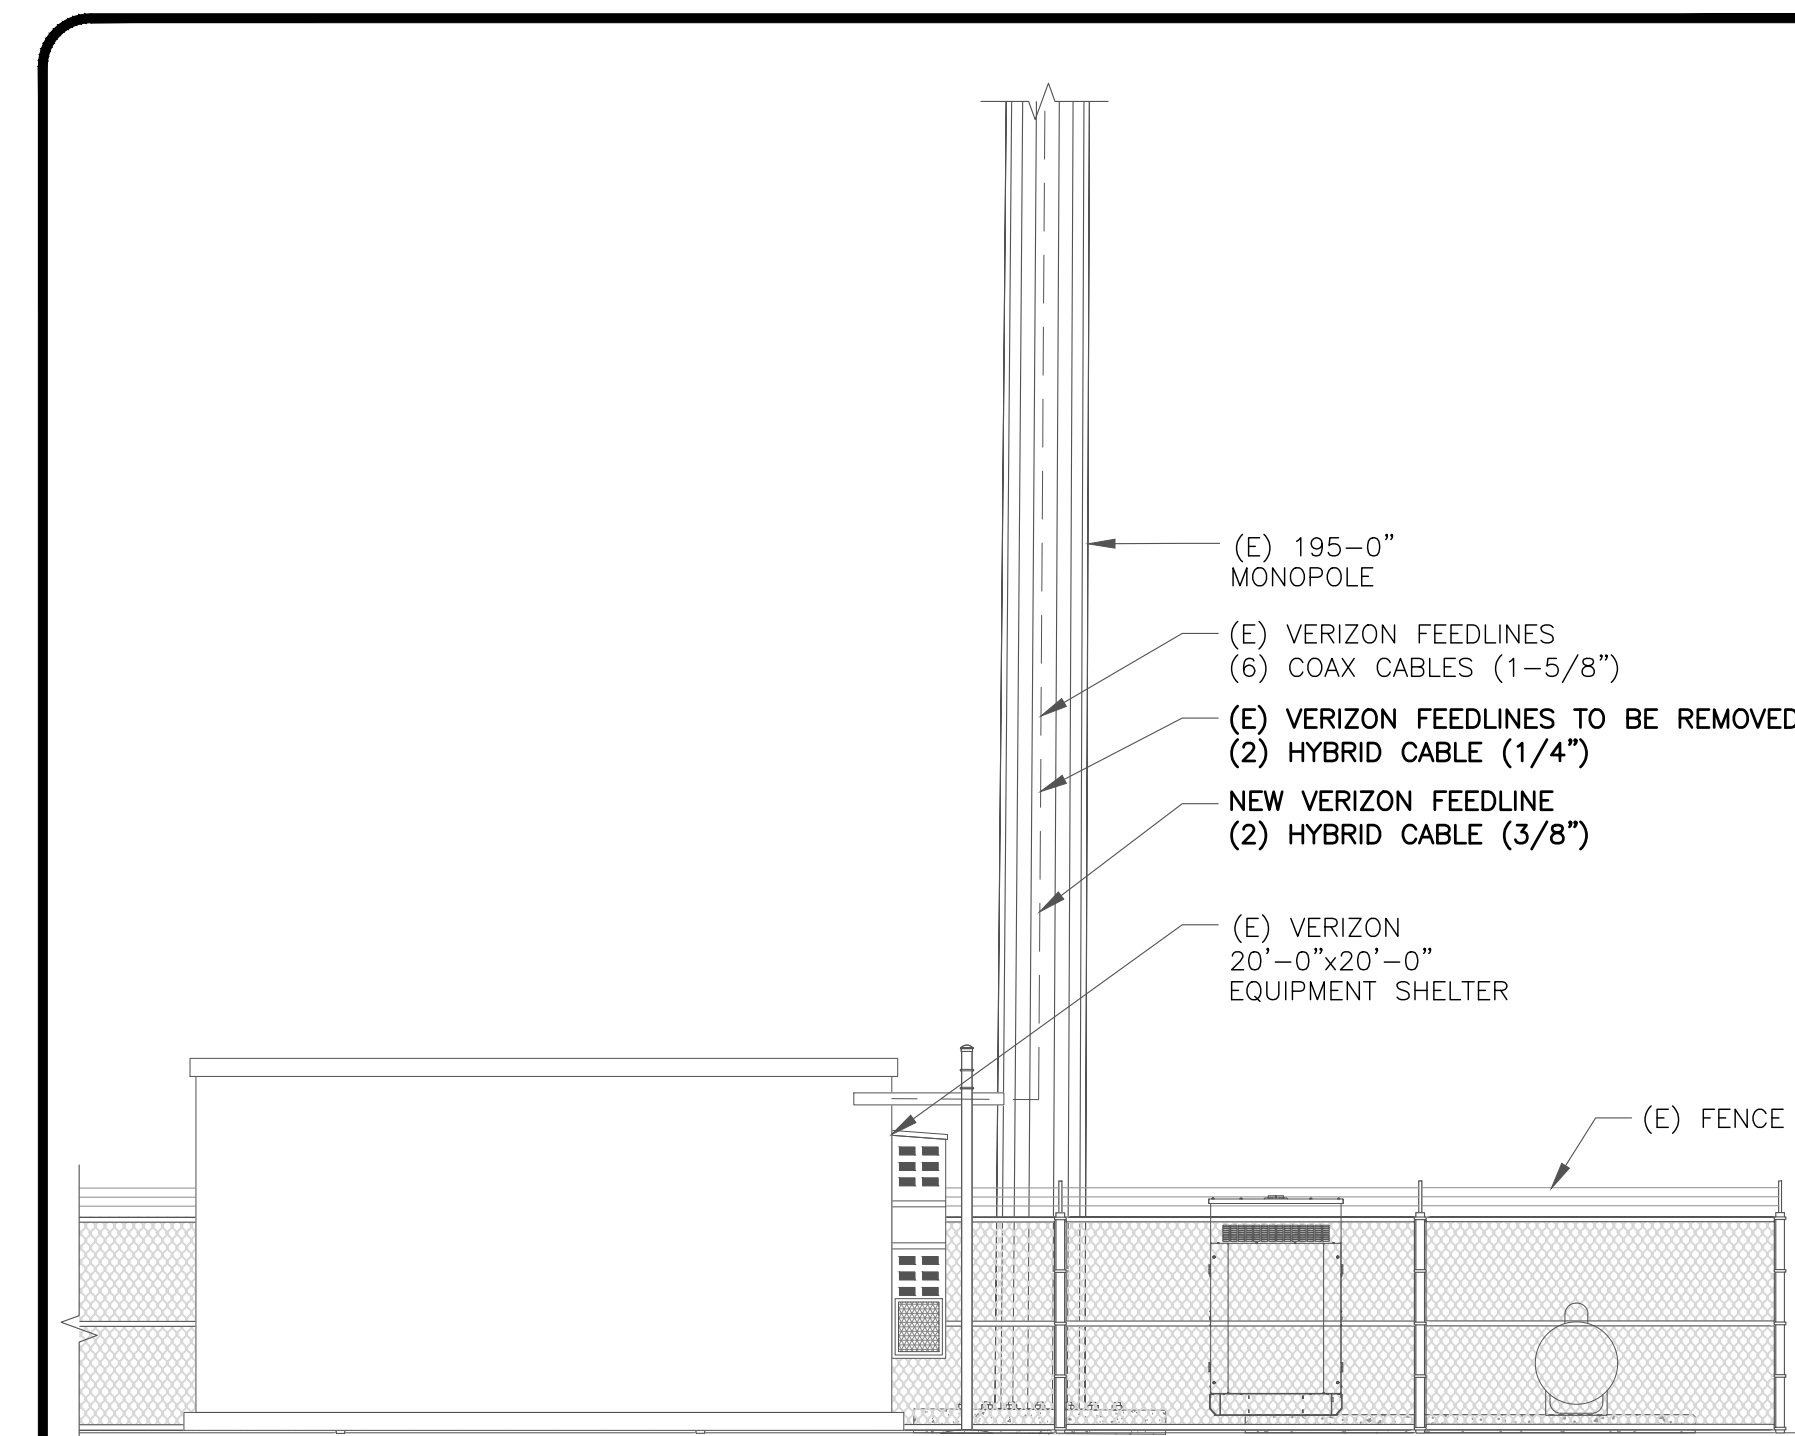 (E) 195-0"
MONOPOLE
(E) VERIZON FEEDLINES
(6) COAX CABLES (1-5/8")
(E) VERIZON FEEDLINES TO BE REMOVED
(2) HYBRID CABLE (1/4")
NEW VERIZON FEEDLINE
(2) HYBRID CABLE (3/8")
(E) VERIZON
20'-0"x20'-0"
EQUIPMENT SHELTER
(E) FENCE